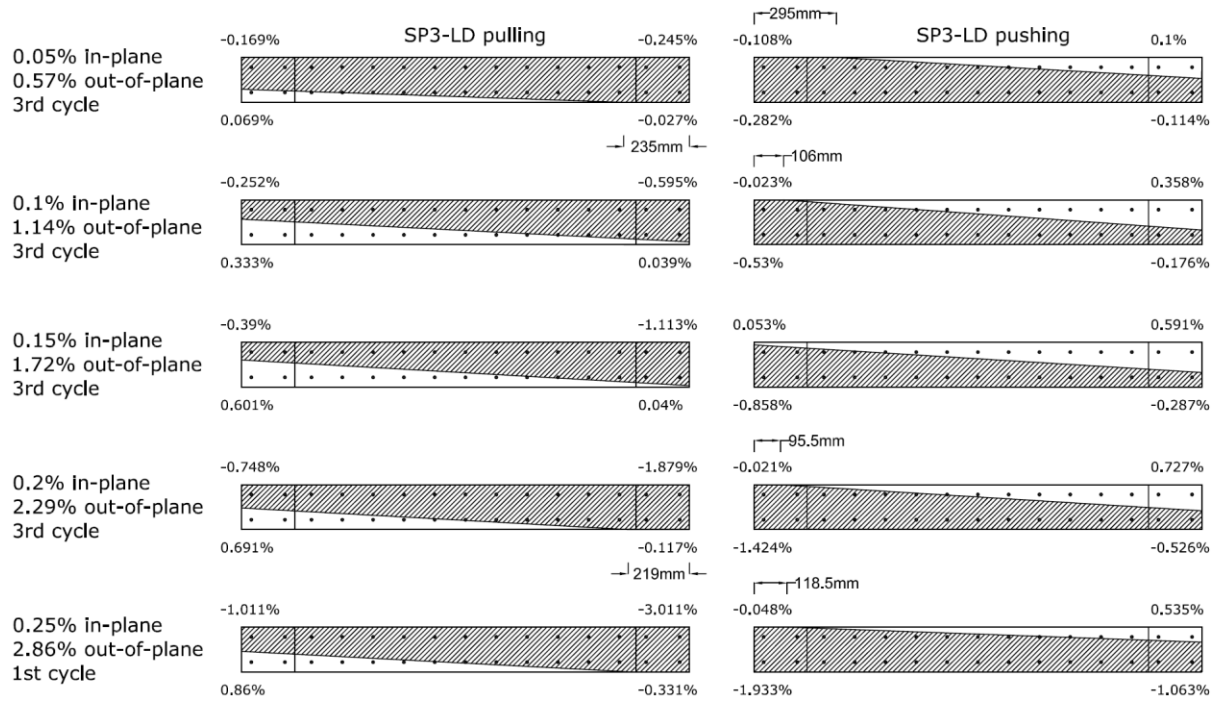 SP3-LD pulling
SP3-LD pushing
295mm
0.05% in-plane
0.57% out-of-plane
3rd cycle
-0.169%
-0.245%
-0.108%
0.1%
0.069%
-0.027%
-0.282%
-0.114%
235mm
106mm
0.1% in-plane
1.14% out-of-plane
3rd cycle
-0.252%
-0.595%
-0.023%
0.358%
0.333%
0.039%
-0.53%
-0.176%
0.15% in-plane
1.72% out-of-plane
3rd cycle
-0.39%
-1.113%
0.053%
0.591%
0.601%
0.04%
-0.858%
-0.287%
95.5mm
0.2% in-plane
2.29% out-of-plane
3rd cycle
-0.748%
-1.879%
-0.021%
0.727%
0.691%
-0.117%
-1.424%
-0.526%
219mm
118.5mm
0.25% in-plane
2.86% out-of-plane
1st cycle
-1.011%
-3.011%
-0.048%
0.535%
0.86%
-0.331%
-1.933%
-1.063%